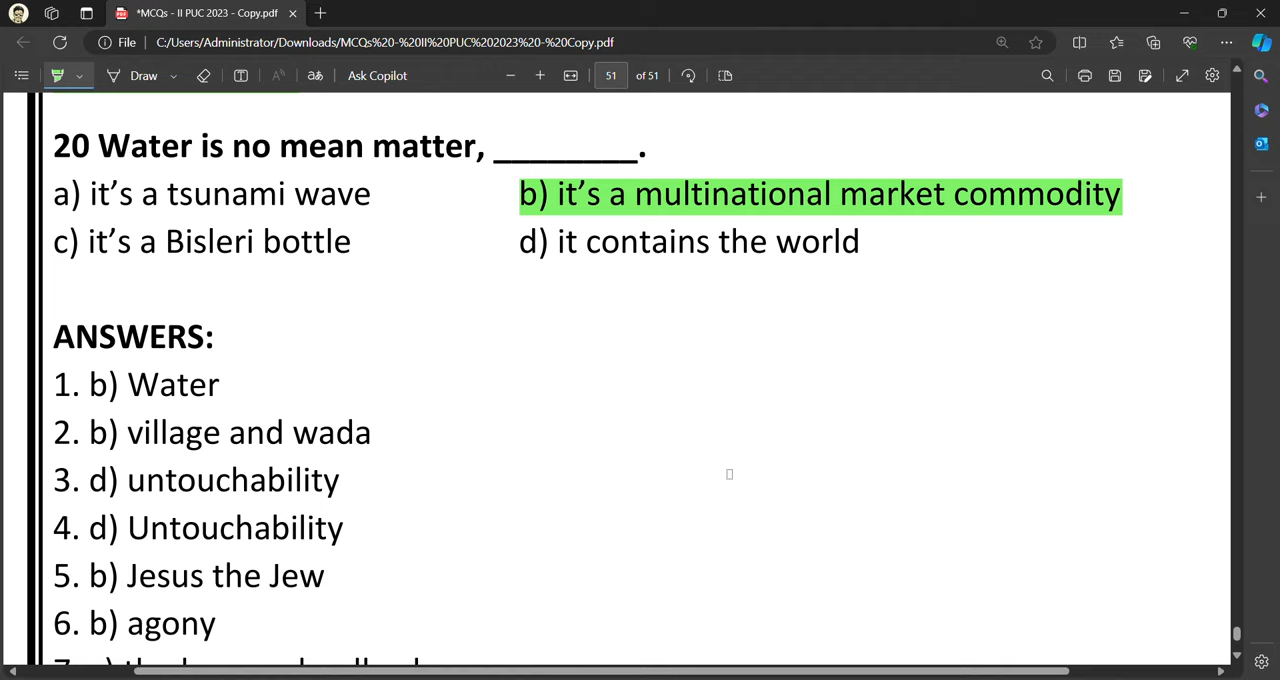 *MCQs - II PUC 2023 - Copy.pdf
File C:/Users/Administrator/Downloads/MCQs%20-%20II%20PUC%202023%20-%20Copy.pdf
Draw Ask Copilot 51 of 51
20 Water is no mean matter, ________.
a) it’s a tsunami wave b) it’s a multinational market commodity
c) it’s a Bisleri bottle d) it contains the world
ANSWERS:
1. b) Water
2. b) village and wada
3. d) untouchability
4. d) Untouchability
5. b) Jesus the Jew
6. b) agony